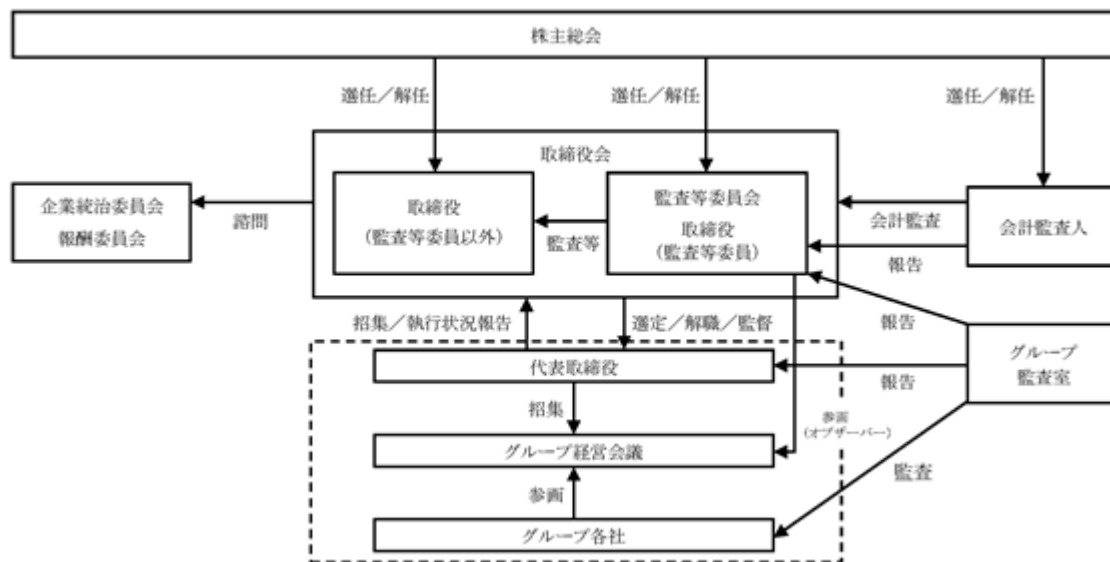 株主総会
選任/解任
選任/解任
選任/解任
取締役会
企業統治委員会
報酬委員会
諮問
取締役
(監査等委員以外)
監査等
監査等委員会
取締役
(監査等委員)
会計監査
報告
会計監査人
招集/執行状況報告
選定/解職/監督
報告
グループ
監査室
代表取締役
報告
招集
参画
(オブザーバー)
グループ経営会議
監査
参画
グループ各社